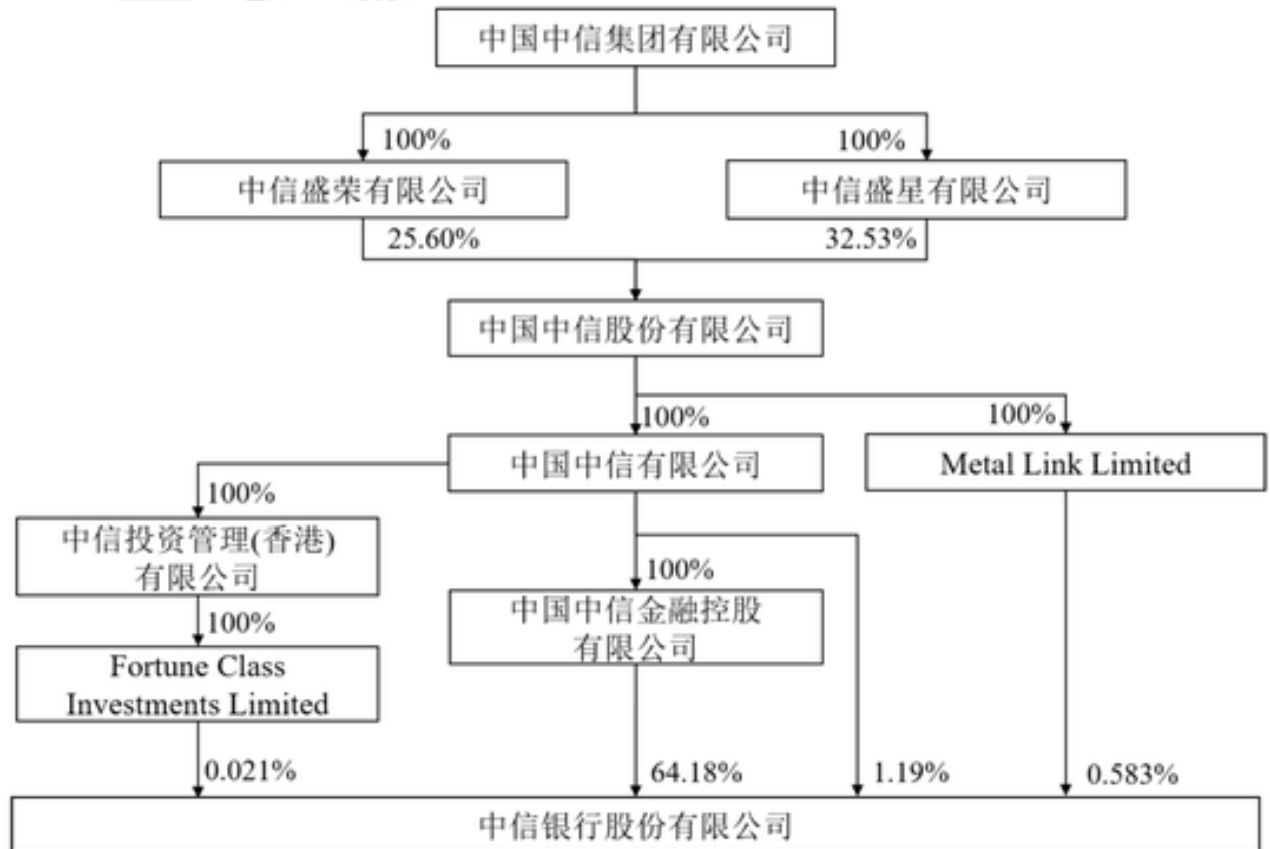 中国中信集团有限公司
100%
100%
中信盛荣有限公司
中信盛星有限公司
25.60%
32.53%
中国中信股份有限公司
100%
100%
中国中信有限公司
Metal Link Limited
100%
中信投资管理(香港)
有限公司
100%
中国中信金融控股
有限公司
100%
Fortune Class
Investments Limited
0.021%
64.18%
1.19%
0.583%
中信银行股份有限公司